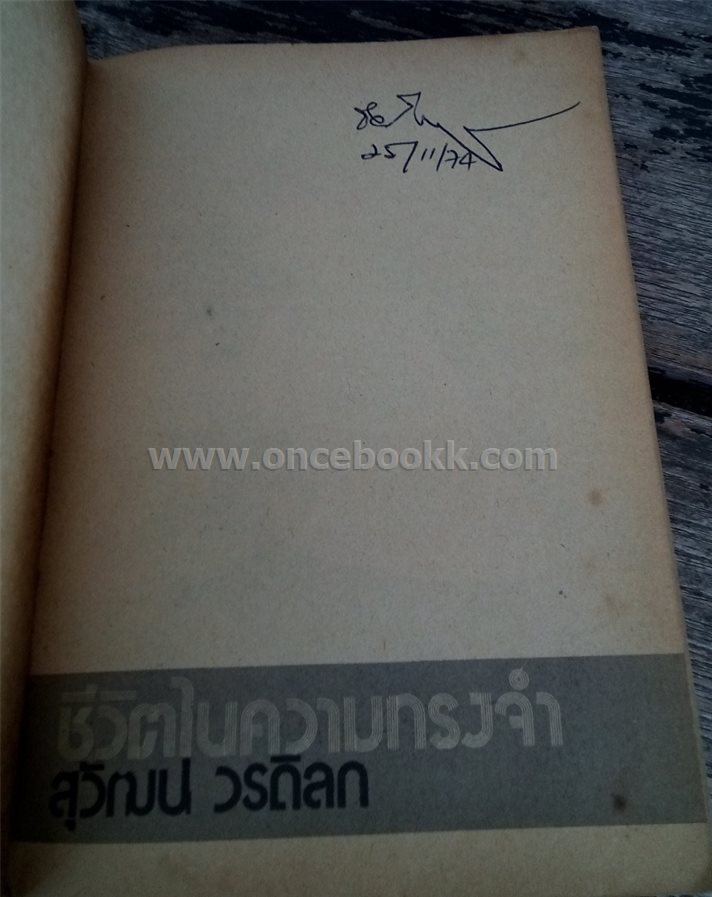 25/11/74
www.oncebookk.com
ชีวิตในความทรงจำ
สุวัฒน์ วรดิลก